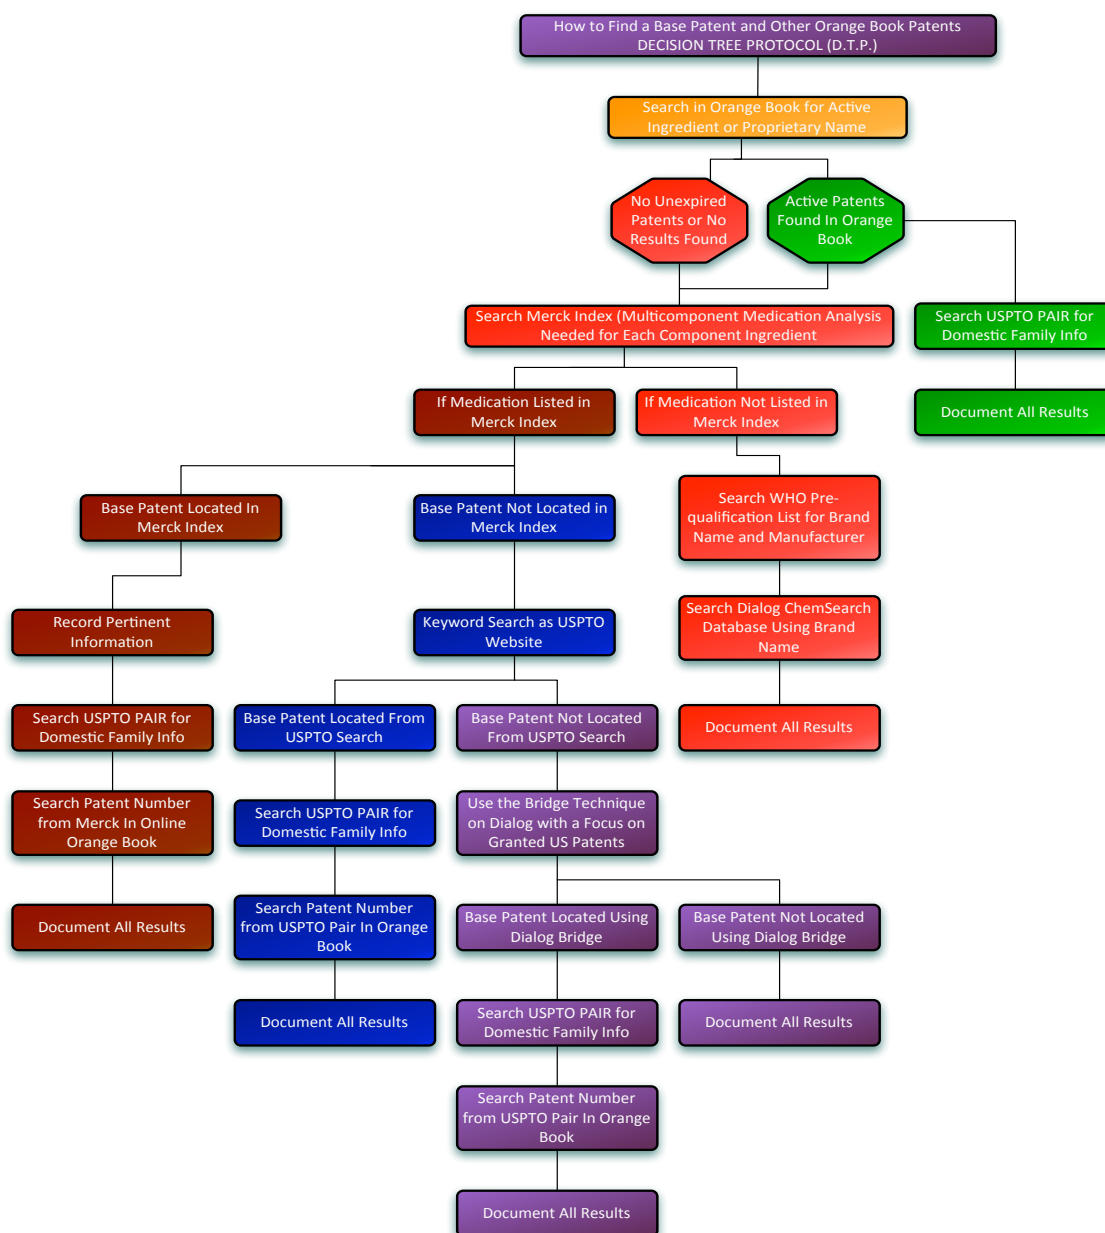 How to Find a Base Patent and Other Orange Book Patents
DECISION TREE PROTOCOL (D.T.P.)
Search in Orange Book for Active
Ingredient or Proprietary Name
No Unexpired
Patents or No
Results Found
Active Patents
Found In Orange
Book
Search Merck Index (Multicomponent Medication Analysis
Needed for Each Component Ingredient
Search USPTO PAIR for
Domestic Family Info
If Medication Listed in
Merck Index
If Medication Not Listed in
Merck Index
Document All Results
Base Patent Located In
Merck Index
Base Patent Not Located in
Merck Index
Search WHO Pre-
qualification List for Brand
Name and Manufacturer
Record Pertinent
Information
Keyword Search as USPTO
Website
Search Dialog ChemSearch
Database Using Brand
Name
Search USPTO PAIR for
Domestic Family Info
Base Patent Located From
USPTO Search
Base Patent Not Located
From USPTO Search
Document All Results
Search Patent Number
from Merck In Online
Orange Book
Search USPTO PAIR for
Domestic Family Info
Use the Bridge Technique
on Dialog with a Focus on
Granted US Patents
Document All Results
Search Patent Number
from USPTO Pair In Orange
Book
Base Patent Located Using
Dialog Bridge
Base Patent Not Located
Using Dialog Bridge
Document All Results
Search USPTO PAIR for
Domestic Family Info
Document All Results
Search Patent Number
from USPTO Pair In Orange
Book
Document All Results